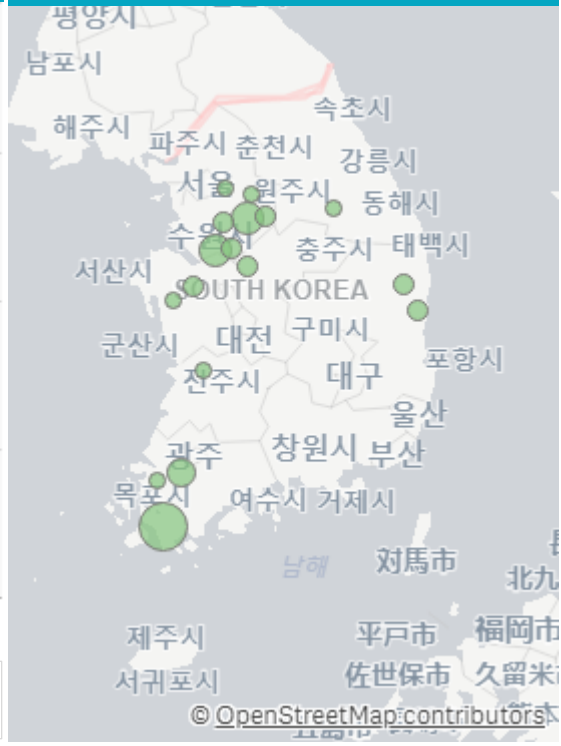 평양시
남포시
해주시
속초시
파주시 춘천시
강릉시
서울 원주시
동해시
수원시
충주시 태백시
서산시
SOUTH KOREA
군산시 대전 구미시
포항시
전주시 대구
울산
광주 창원시 부산
목포시 여수시 거제시
남해 対馬市
北九
제주시 平戸市 福岡市
서귀포시 佐世保市 久留米
© OpenStreetMap contributors